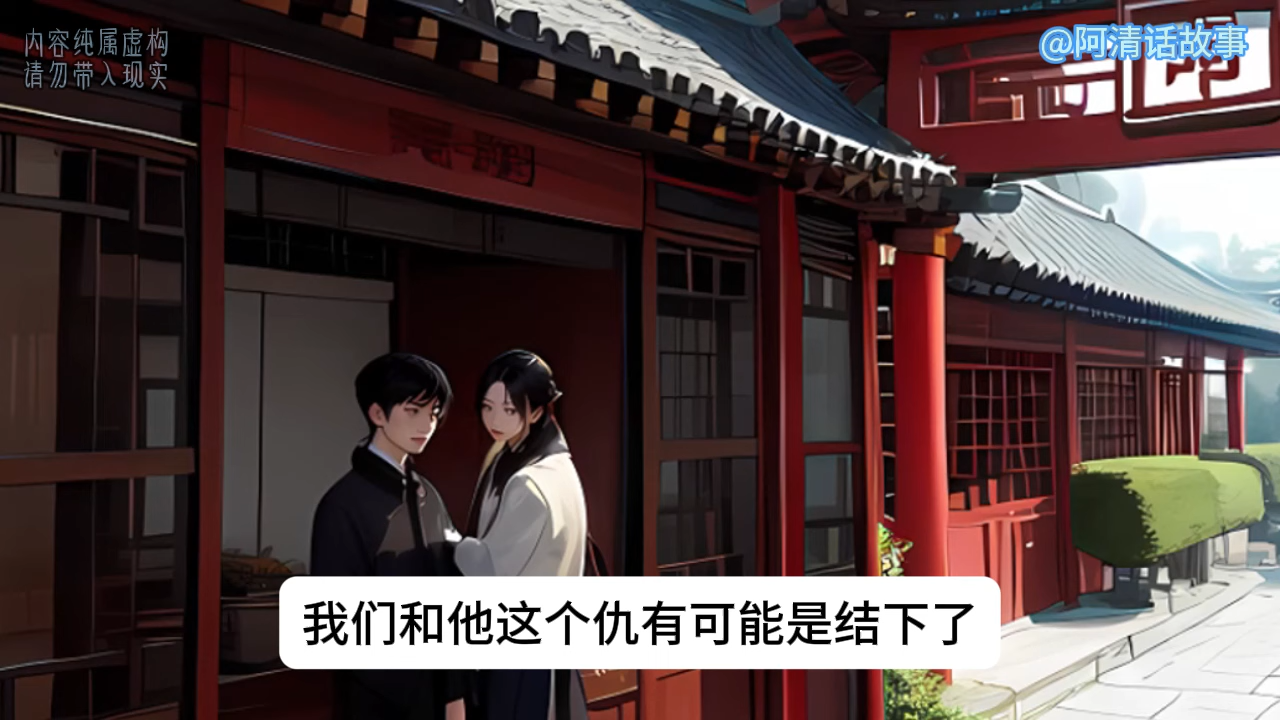 内容纯属虚构
请勿带入现实
@阿清话故事
我们和他这个仇有可能是结下了